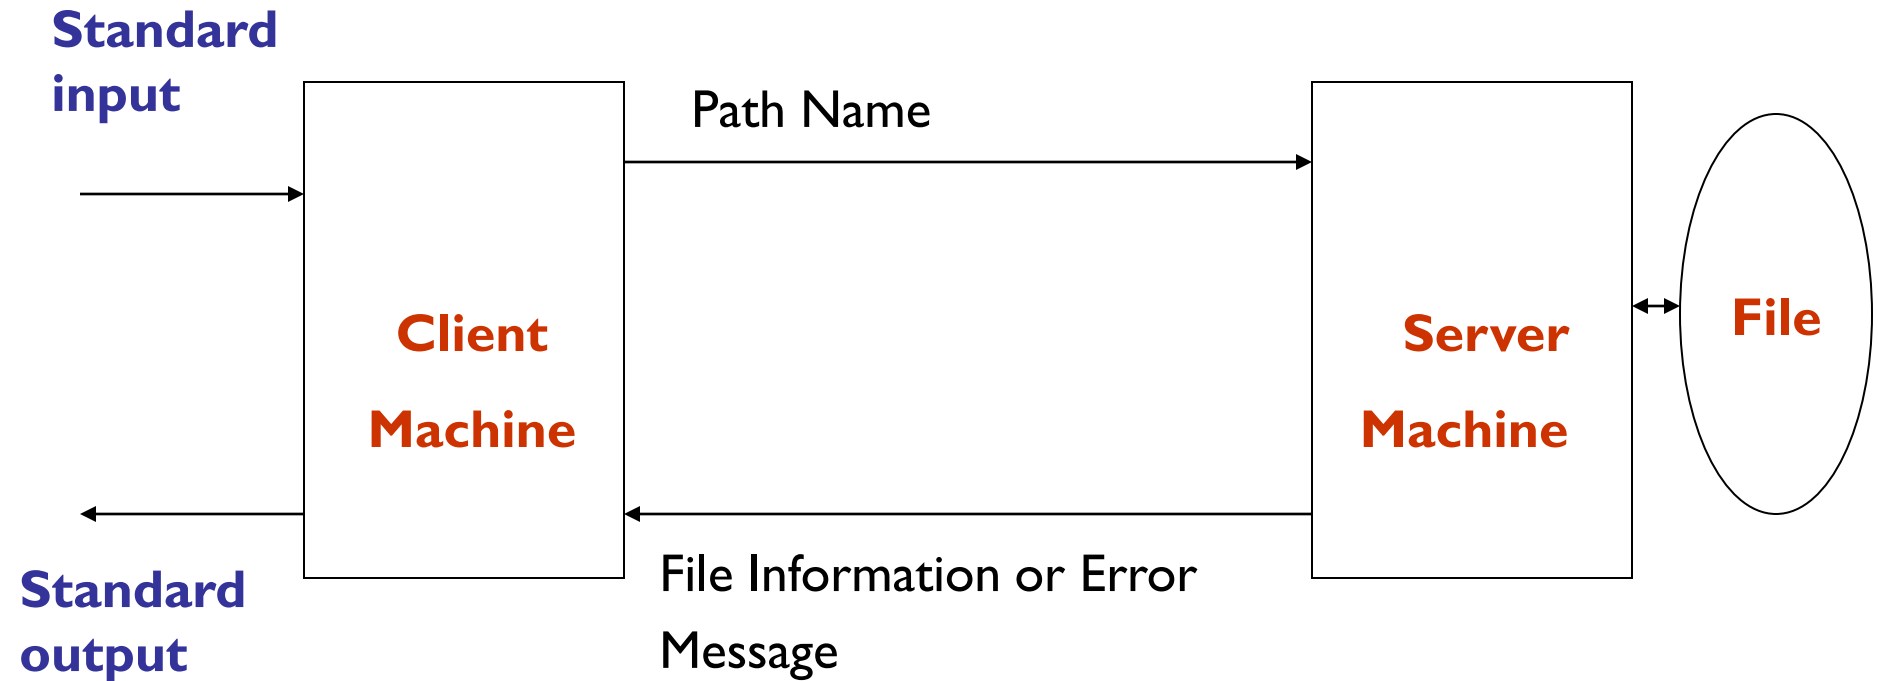 Standard
input
Path Name
Client
Machine
Server
Machine
File
Standard
output
File Information or Error
Message